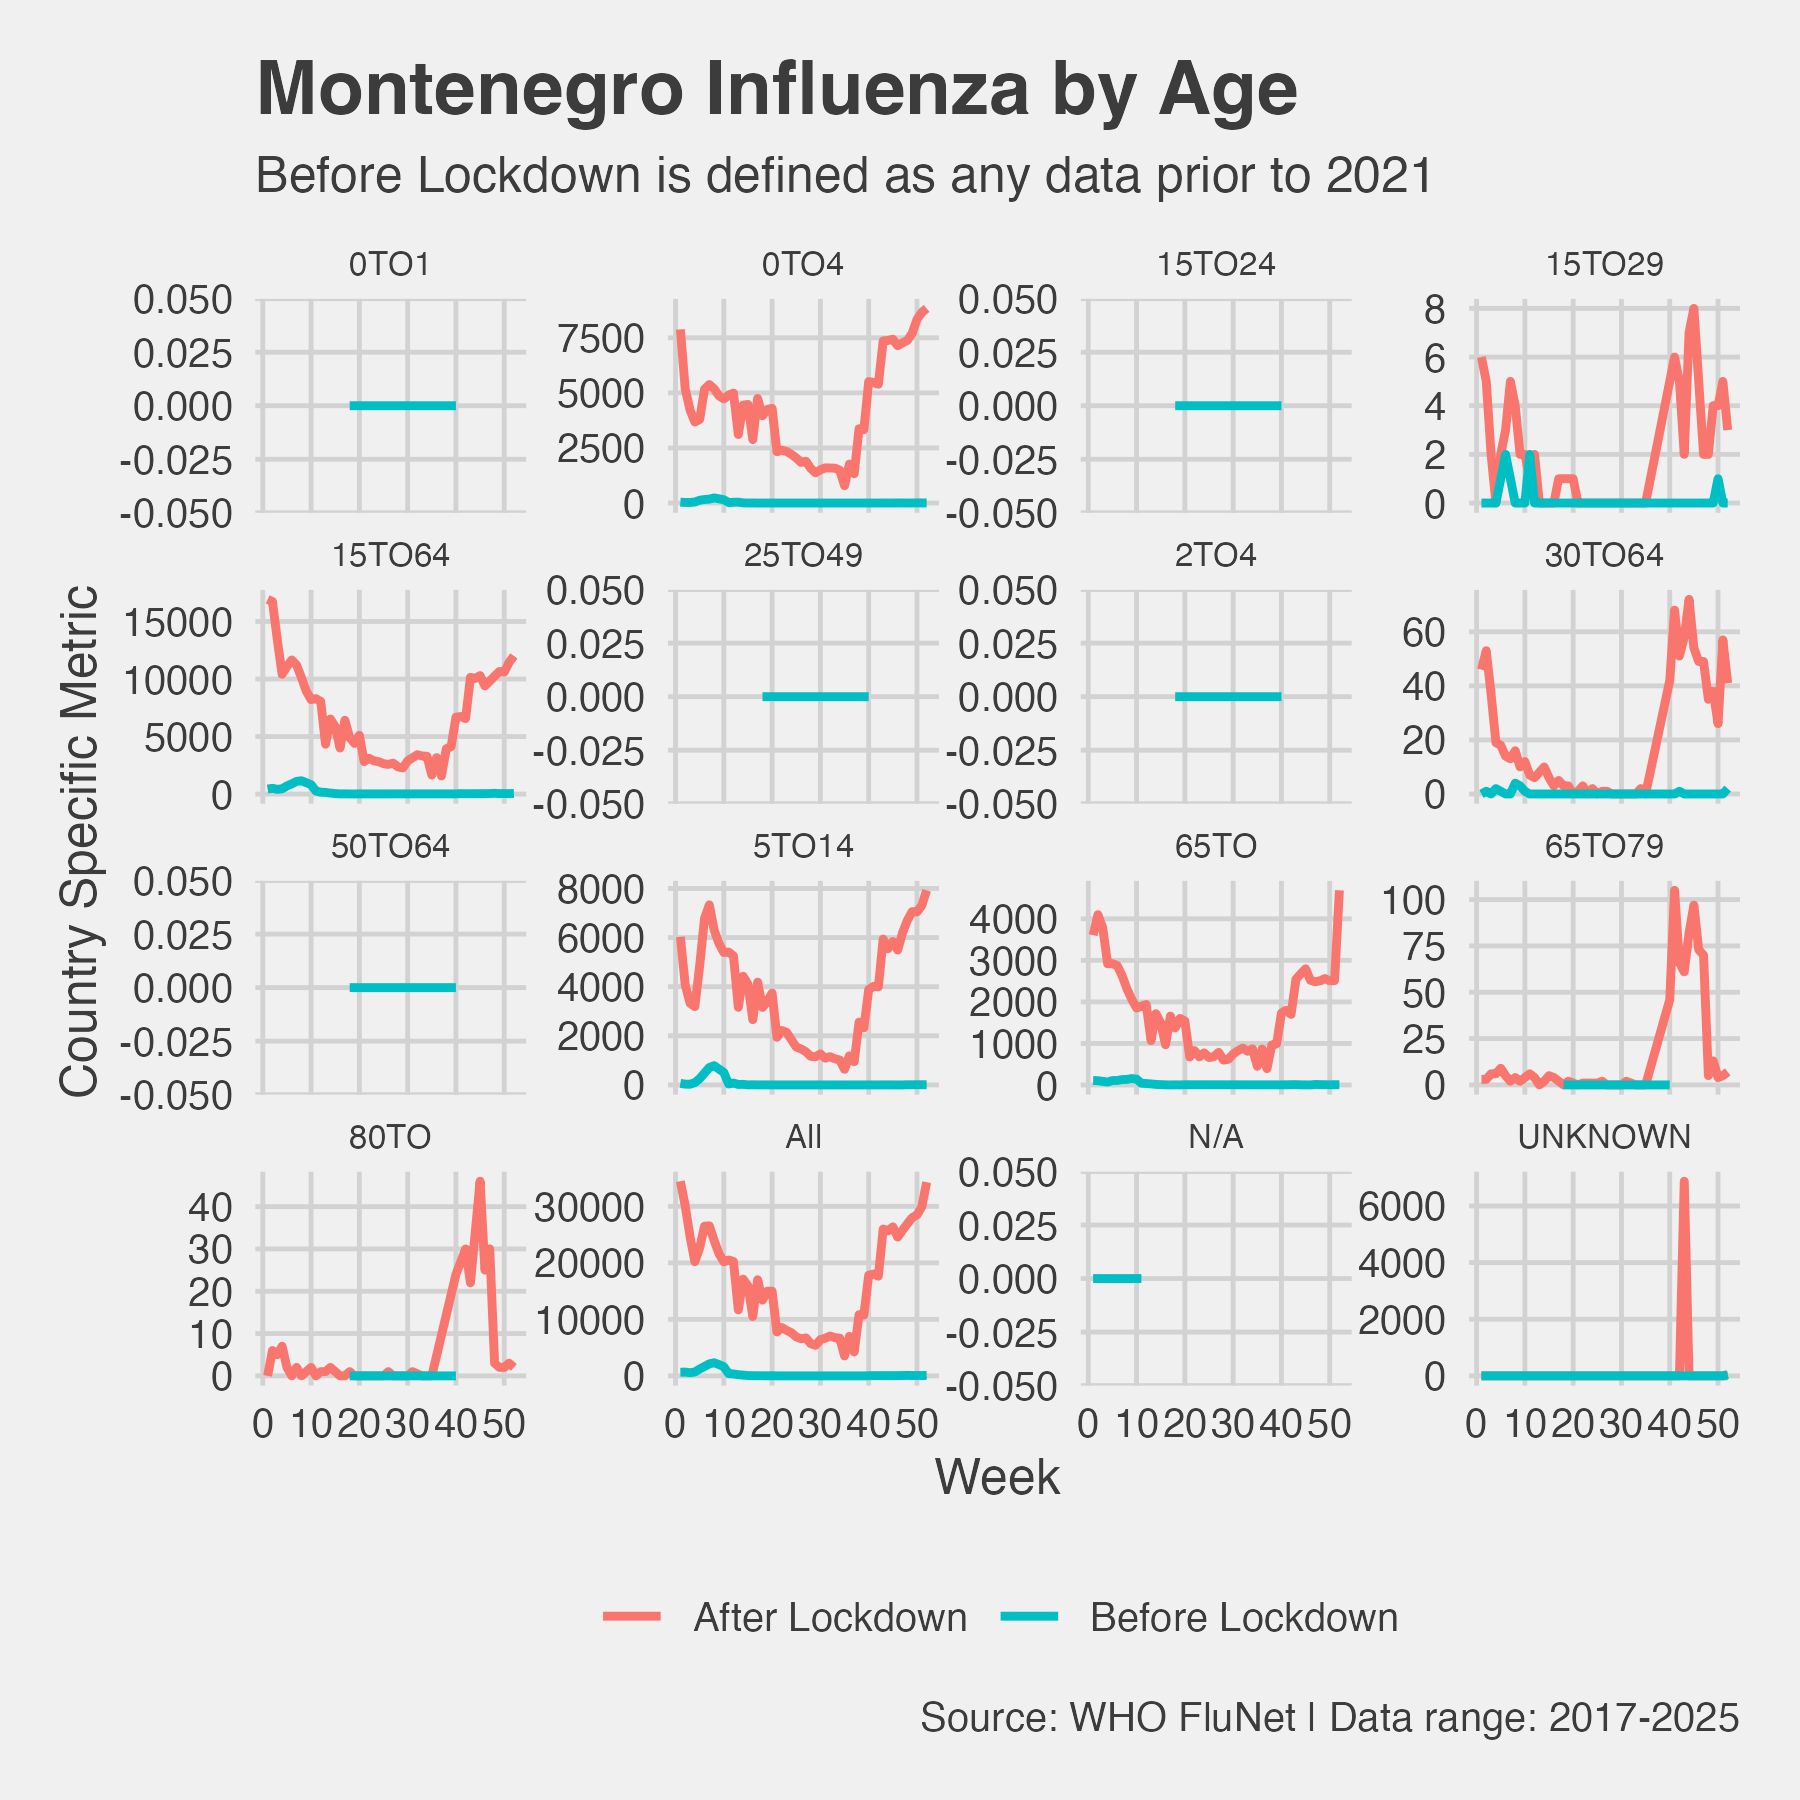 Montenegro Influenza by Age
Before Lockdown is defined as any data prior to 2021
0TO1
0TO4
15TO24
15TO29
0.050
0.025
0.000
-0.025
-0.050
7500
5000
2500
0
0.050
0.025
0.000
-0.025
-0.050
8
6
4
2
0
15TO64
25TO49
2TO4
30TO64
15000
10000
5000
0
0.050
0.025
0.000
-0.025
-0.050
0.050
0.025
0.000
-0.025
-0.050
60
40
20
0
50TO64
5TO14
65TO
65TO79
0.050
0.025
0.000
-0.025
-0.050
8000
6000
4000
2000
0
4000
3000
2000
1000
0
100
75
50
25
0
80TO
All
N/A
UNKNOWN
40
30
20
10
0
30000
20000
10000
0
0.050
0.025
0.000
-0.025
-0.050
6000
4000
2000
0
0 10 20 30 40 50
0 10 20 30 40 50
0 10 20 30 40 50
0 10 20 30 40 50
Country Specific Metric
Week
After Lockdown
Before Lockdown
Source: WHO FluNet | Data range: 2017-2025